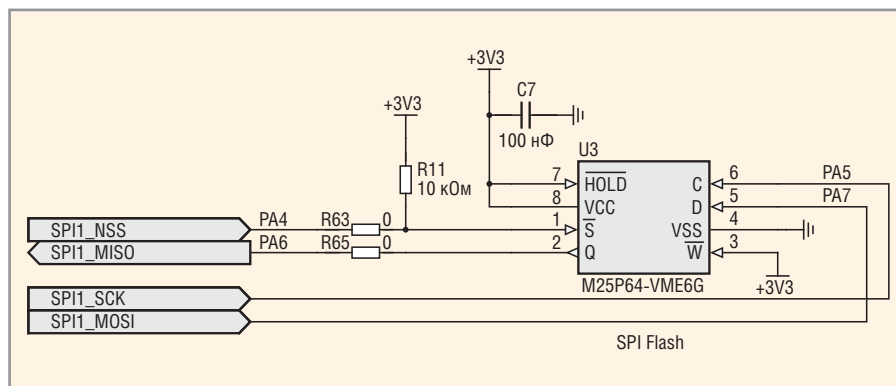 +3V3
C7
100 нФ
+3V3
R11
10 кОм
U3
7 HOLD C 6 PA5
8 VCC D 5 PA7
SPI1_NSS PA4 R63 0 1 S VSS 4
SPI1_MISO PA6 R65 0 2 Q W 3
M25P64-VME6G
+3V3
SPI1_SCK
SPI1_MOSI
SPI Flash